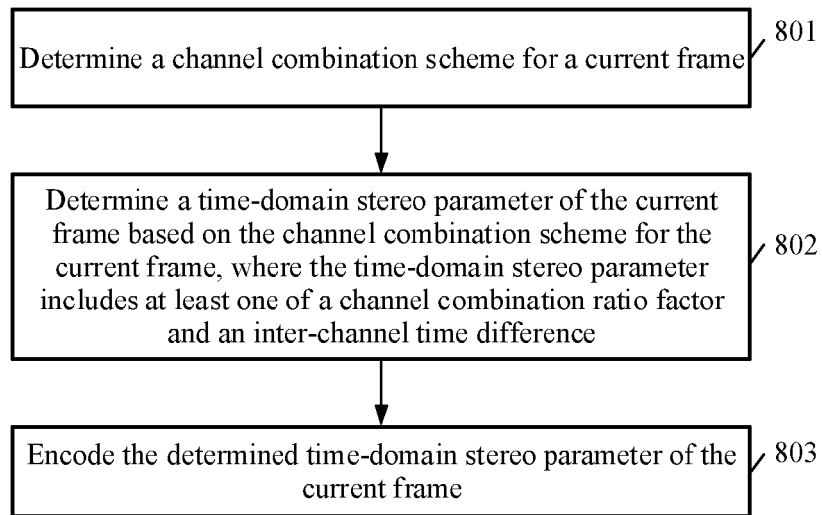 801
Determine a channel combination scheme for a current frame
Determine a time-domain stereo parameter of the current
frame based on the channel combination scheme for the
current frame, where the time-domain stereo parameter
includes at least one of a channel combination ratio factor
and an inter-channel time difference
802
Encode the determined time-domain stereo parameter of the
current frame
803